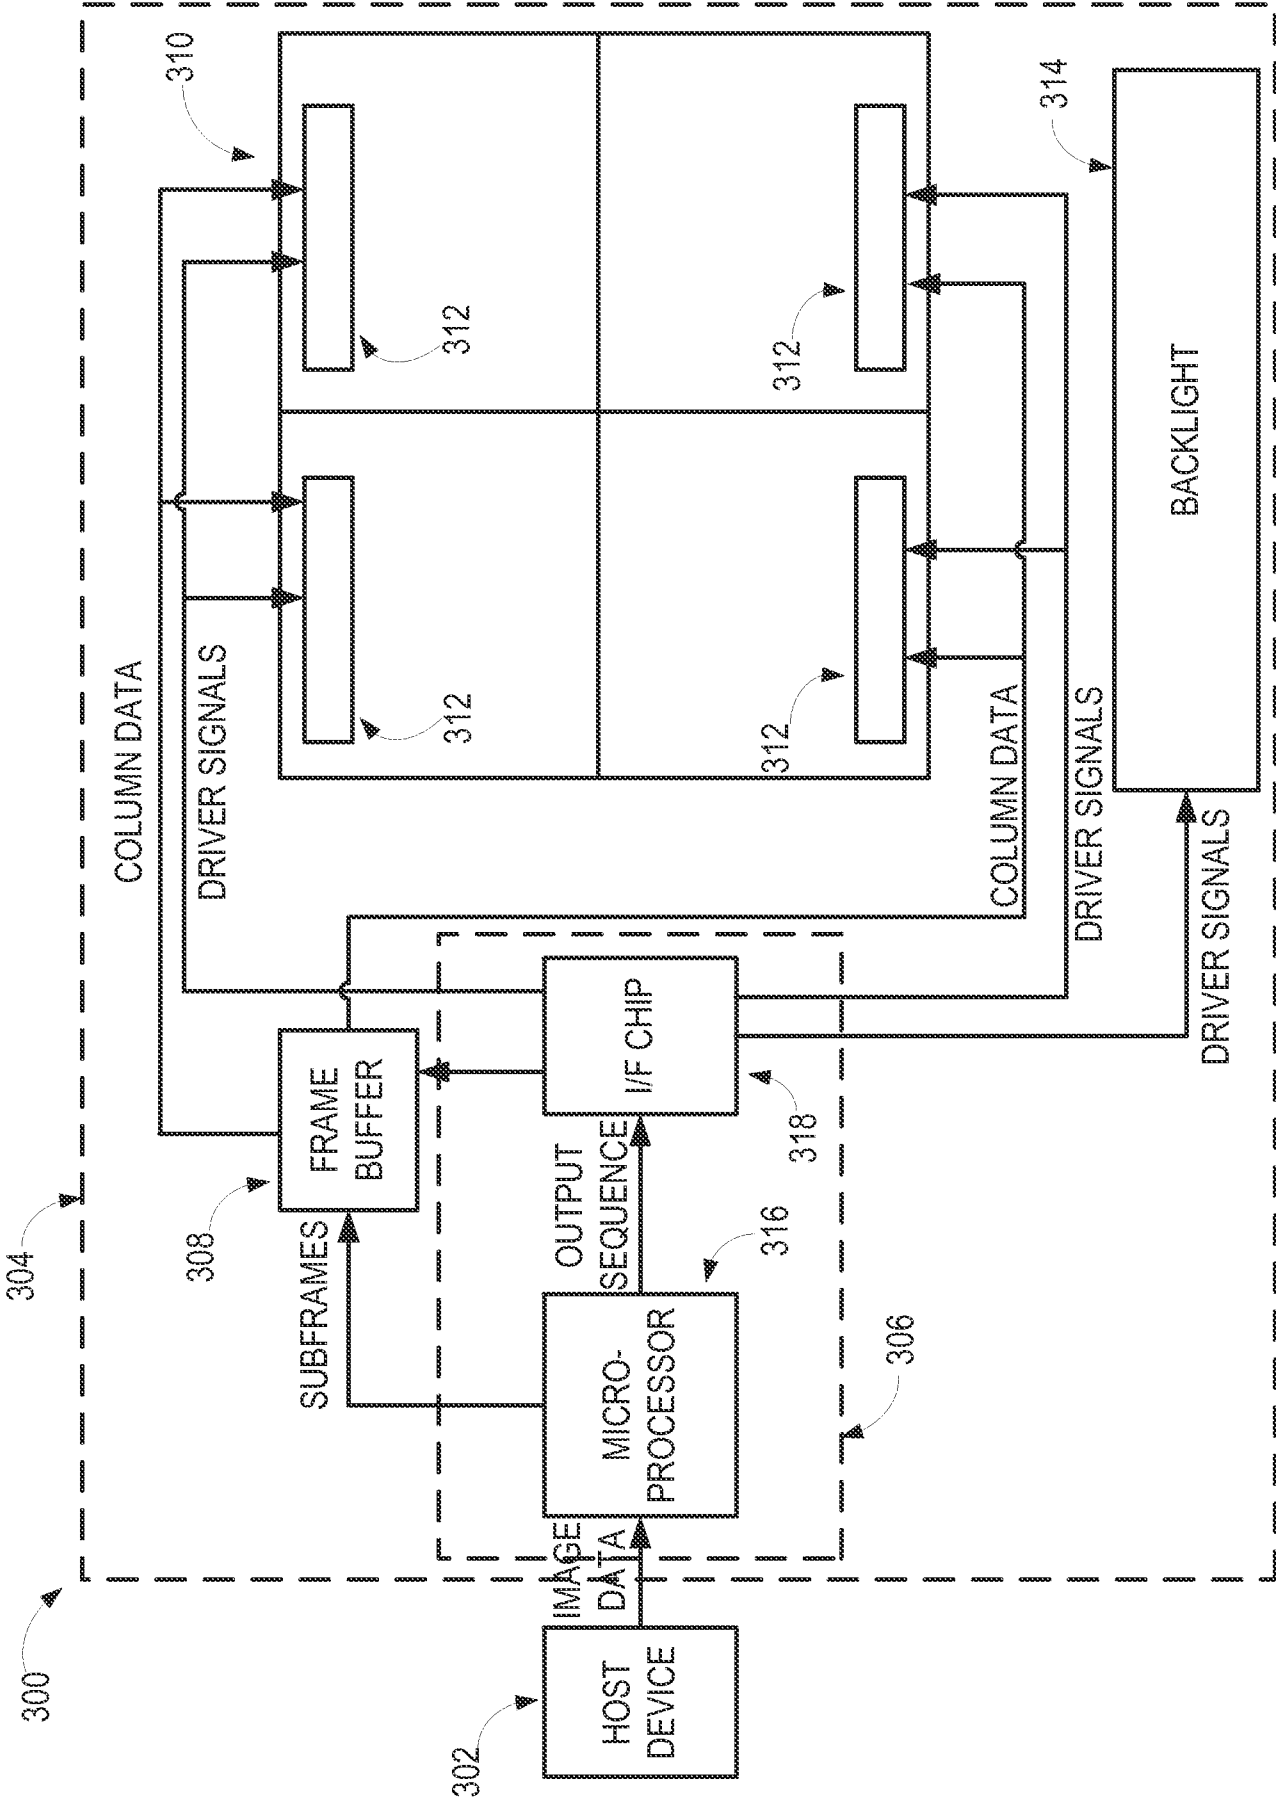 300
304
302
HOST
DEVICE
IMAGE
DATA
306
MICRO-
PROCESSOR
316
SUBFRAMES
OUTPUT
SEQUENCE
308
FRAME
BUFFER
I/F CHIP
318
COLUMN DATA
DRIVER SIGNALS
310
312
312
312
312
COLUMN DATA
DRIVER SIGNALS
DRIVER SIGNALS
314
BACKLIGHT